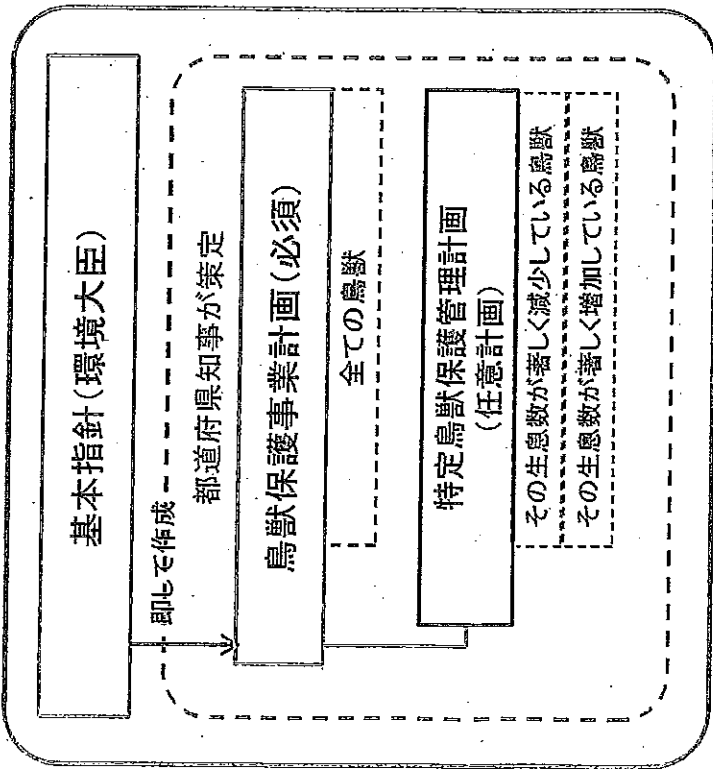 基本指針(環境大臣)
即して作成
都道府県知事が策定
鳥獣保護事業計画(必須)
全ての鳥獣
特定鳥獣保護管理計画
(任意計画)
その生息数が著しく減少している鳥獣
その生息数が著しく増加している鳥獣